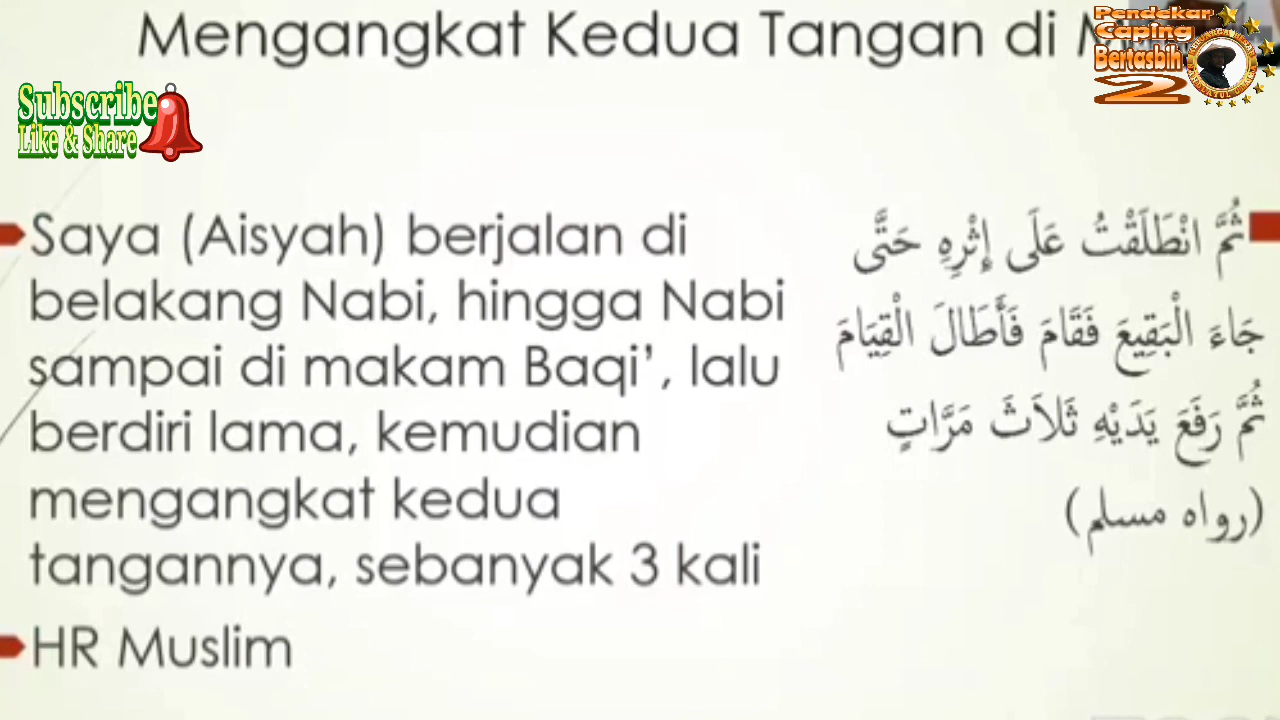 Mengangkat Kedua Tangan di
Pendekar
Caping
Bertasbih
2
Subscribe
Like & Share
Saya (Aisyah) berjalan di
belakang Nabi, hingga Nabi
sampai di makam Baqi’, lalu
berdiri lama, kemudian
mengangkat kedua
tangannya, sebanyak 3 kali
HR Muslim
ثُمَّ انْطَلَقْتُ عَلَى إِثْرِهِ حَتَّى
جَاءَ الْبَقِيعَ فَقَامَ فَأَطَالَ الْقِيَامَ
ثُمَّ رَفَعَ يَدَيْهِ ثَلاَثَ مَرَّاتٍ
(رواه مسلم)